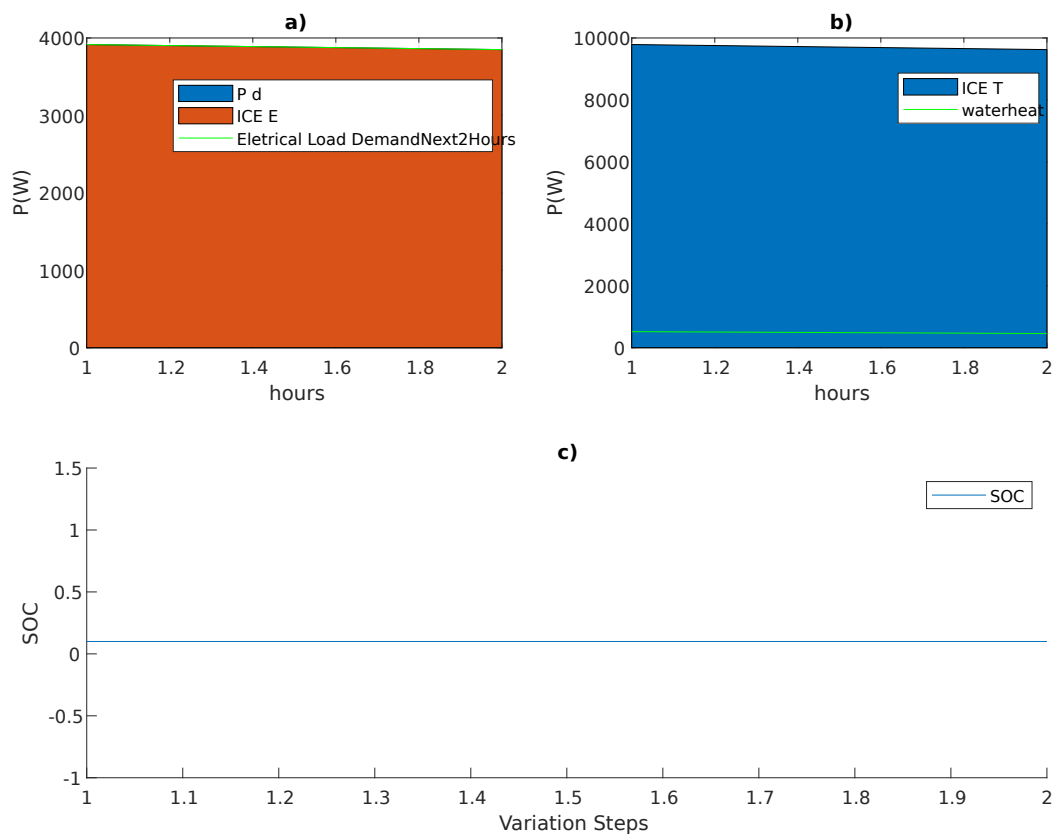 a)
4000
3000
2000
1000
0
P(W)
P d
ICE E
Eletrical Load DemandNext2Hours
1 1.2 1.4 1.6 1.8 2
hours
b)
10000
8000
6000
4000
2000
0
P(W)
ICE T
waterheat
1 1.2 1.4 1.6 1.8 2
hours
c)
1.5
1
0.5
0
-0.5
-1
SOC
SOC
1 1.1 1.2 1.3 1.4 1.5 1.6 1.7 1.8 1.9 2
Variation Steps